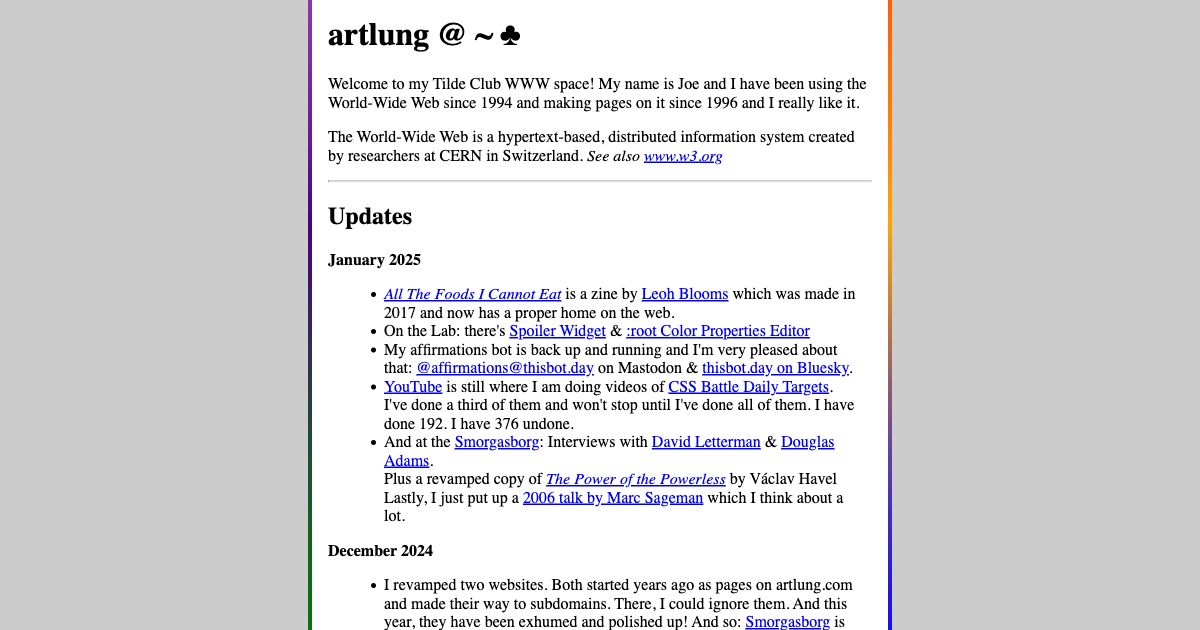 artlung @ ~ ♣
Welcome to my Tilde Club WWW space! My name is Joe and I have been using the
World-Wide Web since 1994 and making pages on it since 1996 and I really like it.
The World-Wide Web is a hypertext-based, distributed information system created
by researchers at CERN in Switzerland. See also www.w3.org
Updates
January 2025
• All The Foods I Cannot Eat is a zine by Leoh Blooms which was made in
2017 and now has a proper home on the web.
• On the Lab: there's Spoiler Widget & :root Color Properties Editor
• My affirmations bot is back up and running and I'm very pleased about
that: @affirmations@thisbot.day on Mastodon & thisbot.day on Bluesky.
• YouTube is still where I am doing videos of CSS Battle Daily Targets.
I've done a third of them and won't stop until I've done all of them. I have
done 192. I have 376 undone.
• And at the Smorgasborg: Interviews with David Letterman & Douglas
Adams.
Plus a revamped copy of The Power of the Powerless by Václav Havel
Lastly, I just put up a 2006 talk by Marc Sageman which I think about a
lot.
December 2024
• I revamped two websites. Both started years ago as pages on artlung.com
and made their way to subdomains. There, I could ignore them. And this
year, they have been exhumed and polished up! And so: Smorgasborg is